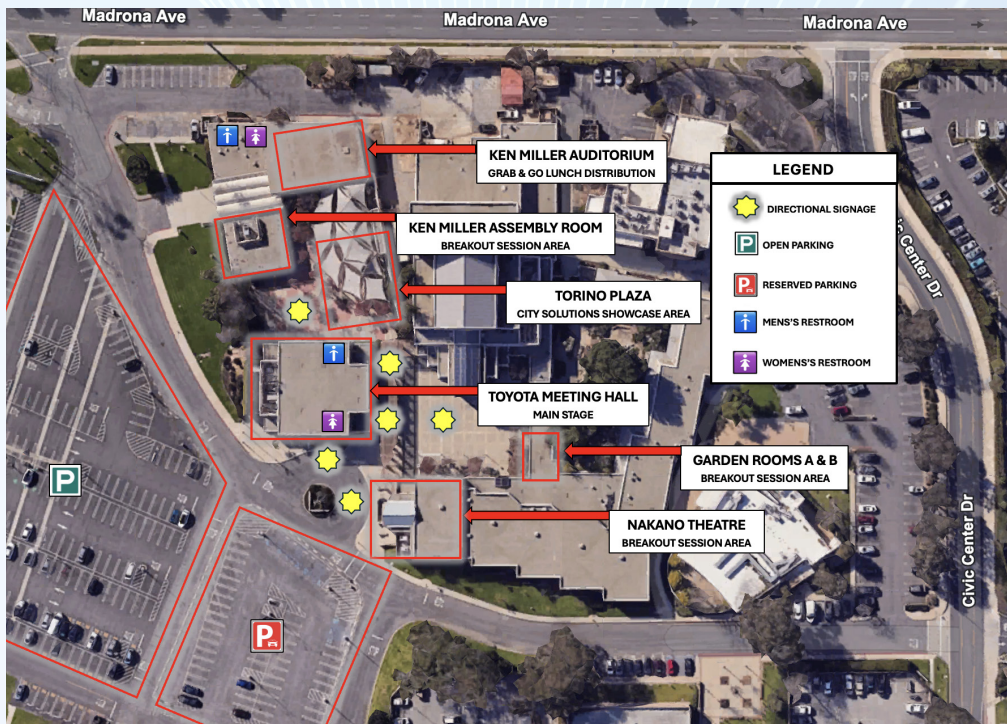 Madrona Ave
Madrona Ave
Madrona Ave
KEN MILLER AUDITORIUM
GRAB & GO LUNCH DISTRIBUTION
LEGEND
DIRECTIONAL SIGNAGE
P
OPEN PARKING
P
RESERVED PARKING
MENS'S RESTROOM
WOMENS'S RESTROOM
KEN MILLER ASSEMBLY ROOM
BREAKOUT SESSION AREA
Civic Center Dr
TORINO PLAZA
CITY SOLUTIONS SHOWCASE AREA
TOYOTA MEETING HALL
MAIN STAGE
GARDEN ROOMS A & B
BREAKOUT SESSION AREA
P
NAKANO THEATRE
BREAKOUT SESSION AREA
Civic Center Dr
P